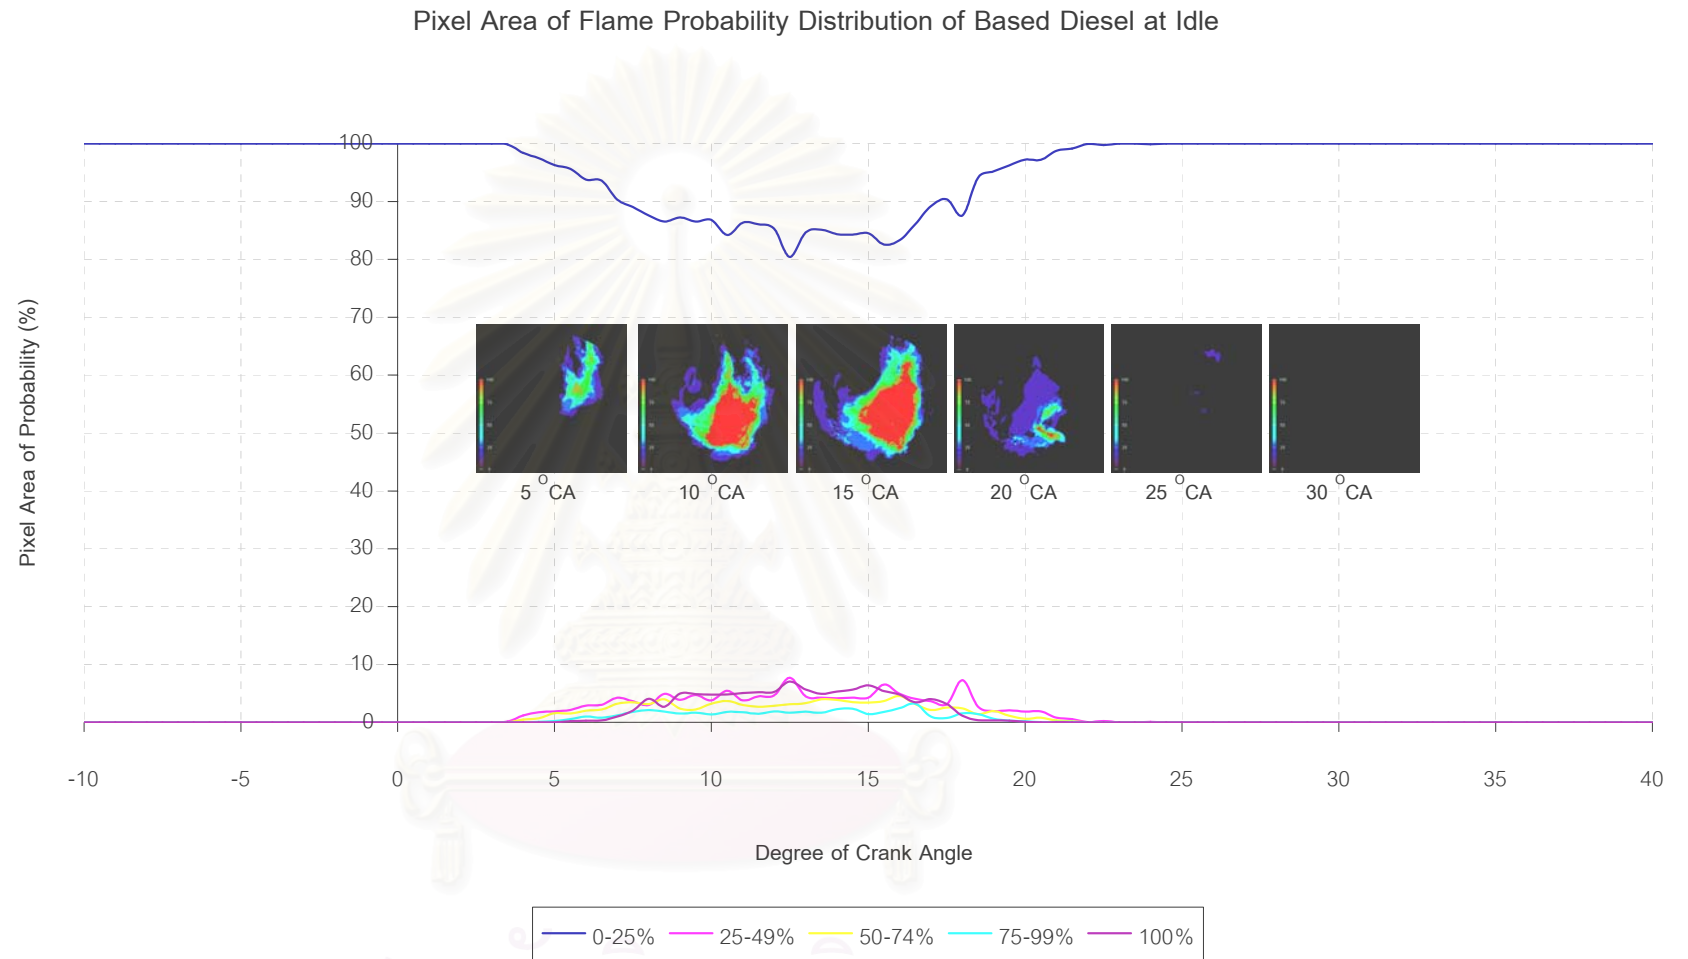 Pixel Area of Flame Probability Distribution of Based Diesel at Idle
Pixel Area of Probability (%)
100
90
80
70
60
50
40
30
20
10
0
5 °CA
10 °CA
15 °CA
20 °CA
25 °CA
30 °CA
-10 -5 0 5 10 15 20 25 30 35 40
Degree of Crank Angle
0-25% 25-49% 50-74% 75-99% 100%